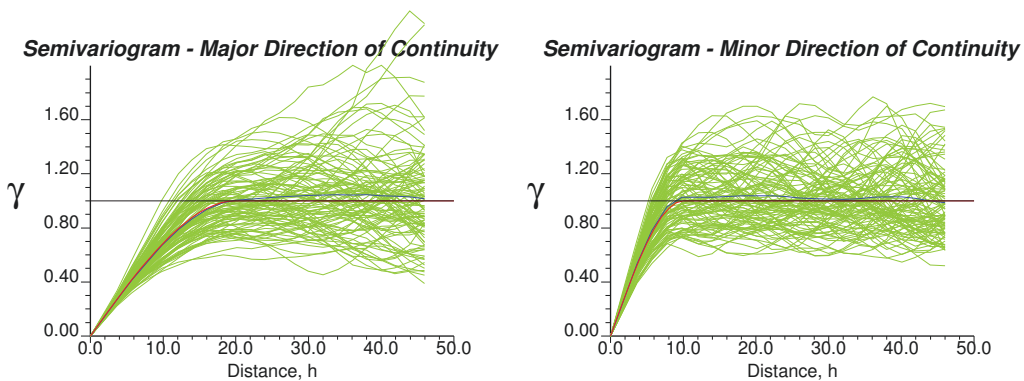 Semivariogram - Major Direction of Continuity
γ
1.60
1.20
0.80
0.40
0.00
0.0 10.0 20.0 30.0 40.0 50.0
Distance, h
Semivariogram - Minor Direction of Continuity
γ
1.60
1.20
0.80
0.40
0.00
0.0 10.0 20.0 30.0 40.0 50.0
Distance, h